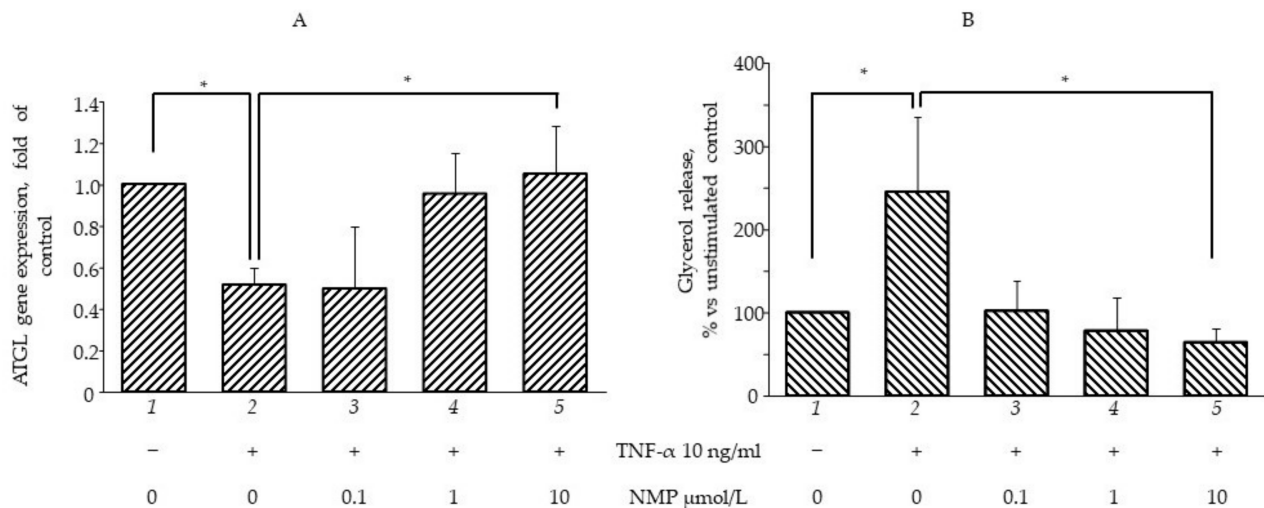 A
B
ATGL gene expression, fold of
control
*
*
1.4
1.2
1.0
0.8
0.6
0.4
0.2
0
1 2 3 4 5
Glycerol release,
% vs unstimulated control
*
*
400
350
300
250
200
100
50
0
1 2 3 4 5
− + + + + TNF-α 10 ng/ml − + + + +
0 0 0.1 1 10 NMP μmol/L 0 0 0.1 1 10